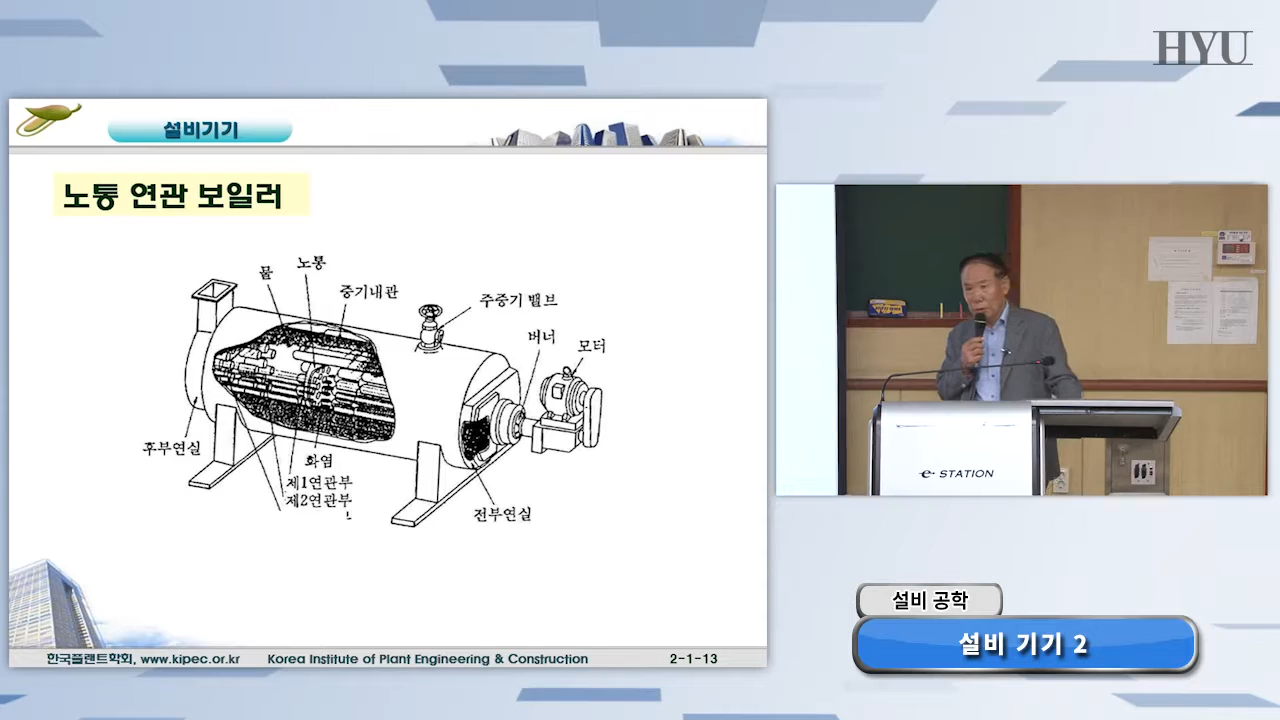 HYU
설비기기
노통 연관 보일러
물
노통
증기내관
주증기 밸브
버너
모터
후부연실
화염
제1연관부
제2연관부
전부연실
한국플랜트학회, www.kipec.or.kr
Korea Institute of Plant Engineering & Construction
2-1-13
e-STATION
설비 공학
설비 기기 2